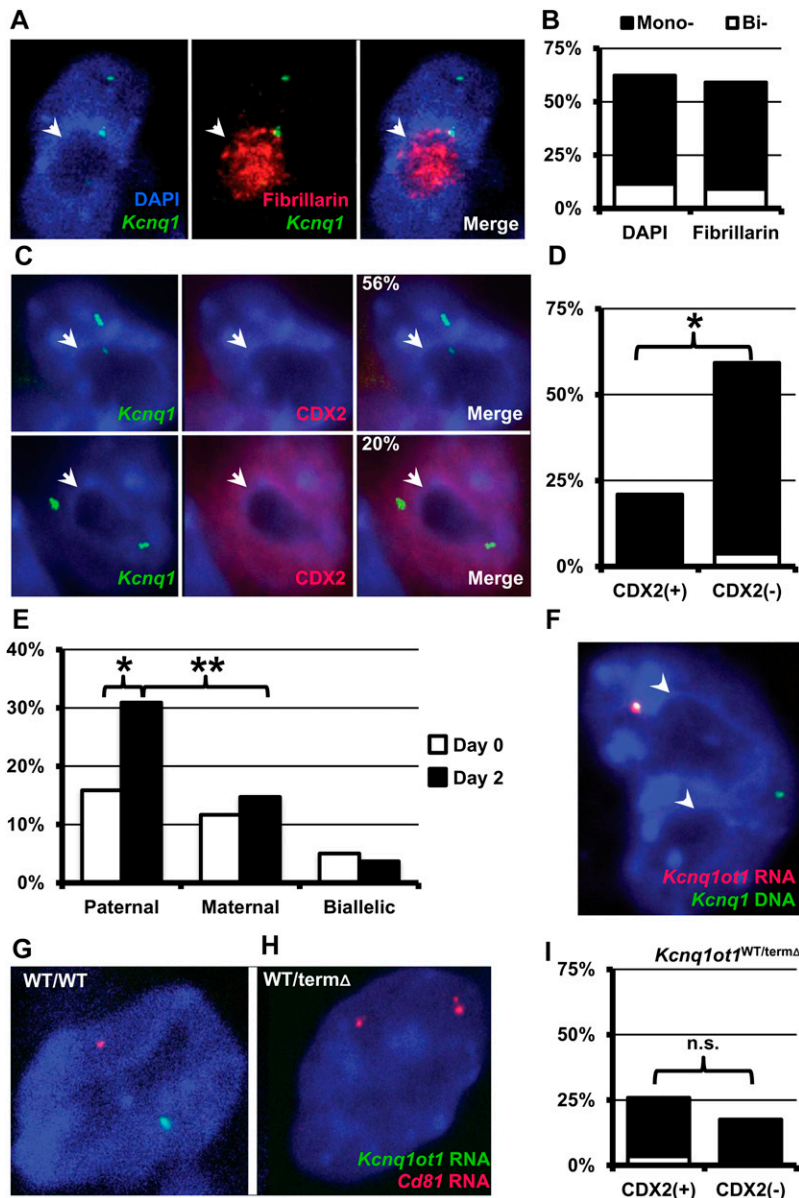 A
DAPI
Kcnq1
Fibrillarin
Kcnq1
Merge
B
Mono-
Bi-
75%
50%
25%
0%
DAPI
Fibrillarin
C
Kcnq1
CDX2
56%
Merge
Kcnq1
CDX2
20%
Merge
D
75%
*
50%
25%
0%
CDX2(+)
CDX2(-)
E
40%
*
**
30%
20%
10%
0%
Paternal
Maternal
Biallelic
Day 0
Day 2
F
Kcnq1ot1 RNA
Kcnq1 DNA
G
WT/WT
H
WT/termΔ
Kcnq1ot1 RNA
Cd81 RNA
I
Kcnq1ot1WT/termΔ
75%
50%
n.s.
25%
0%
CDX2(+)
CDX2(-)